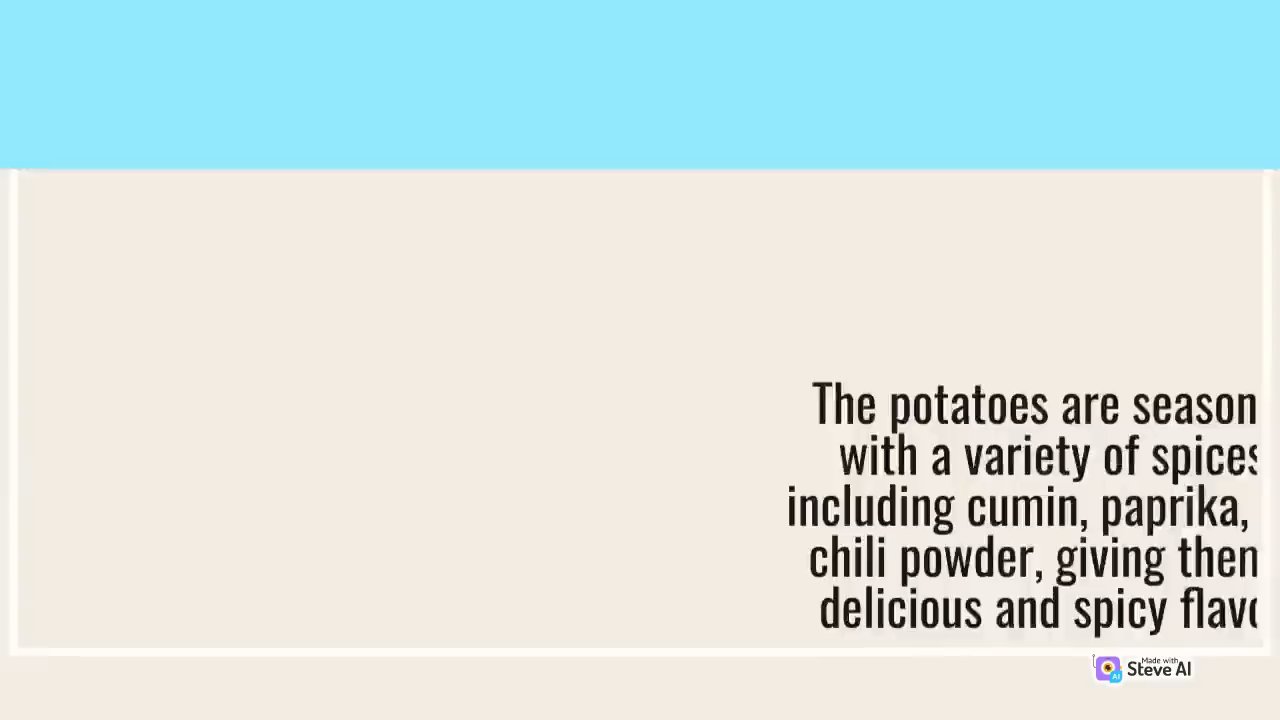 The potatoes are season
with a variety of spices
including cumin, paprika,
chili powder, giving then
delicious and spicy flavo
Made with
Steve AI